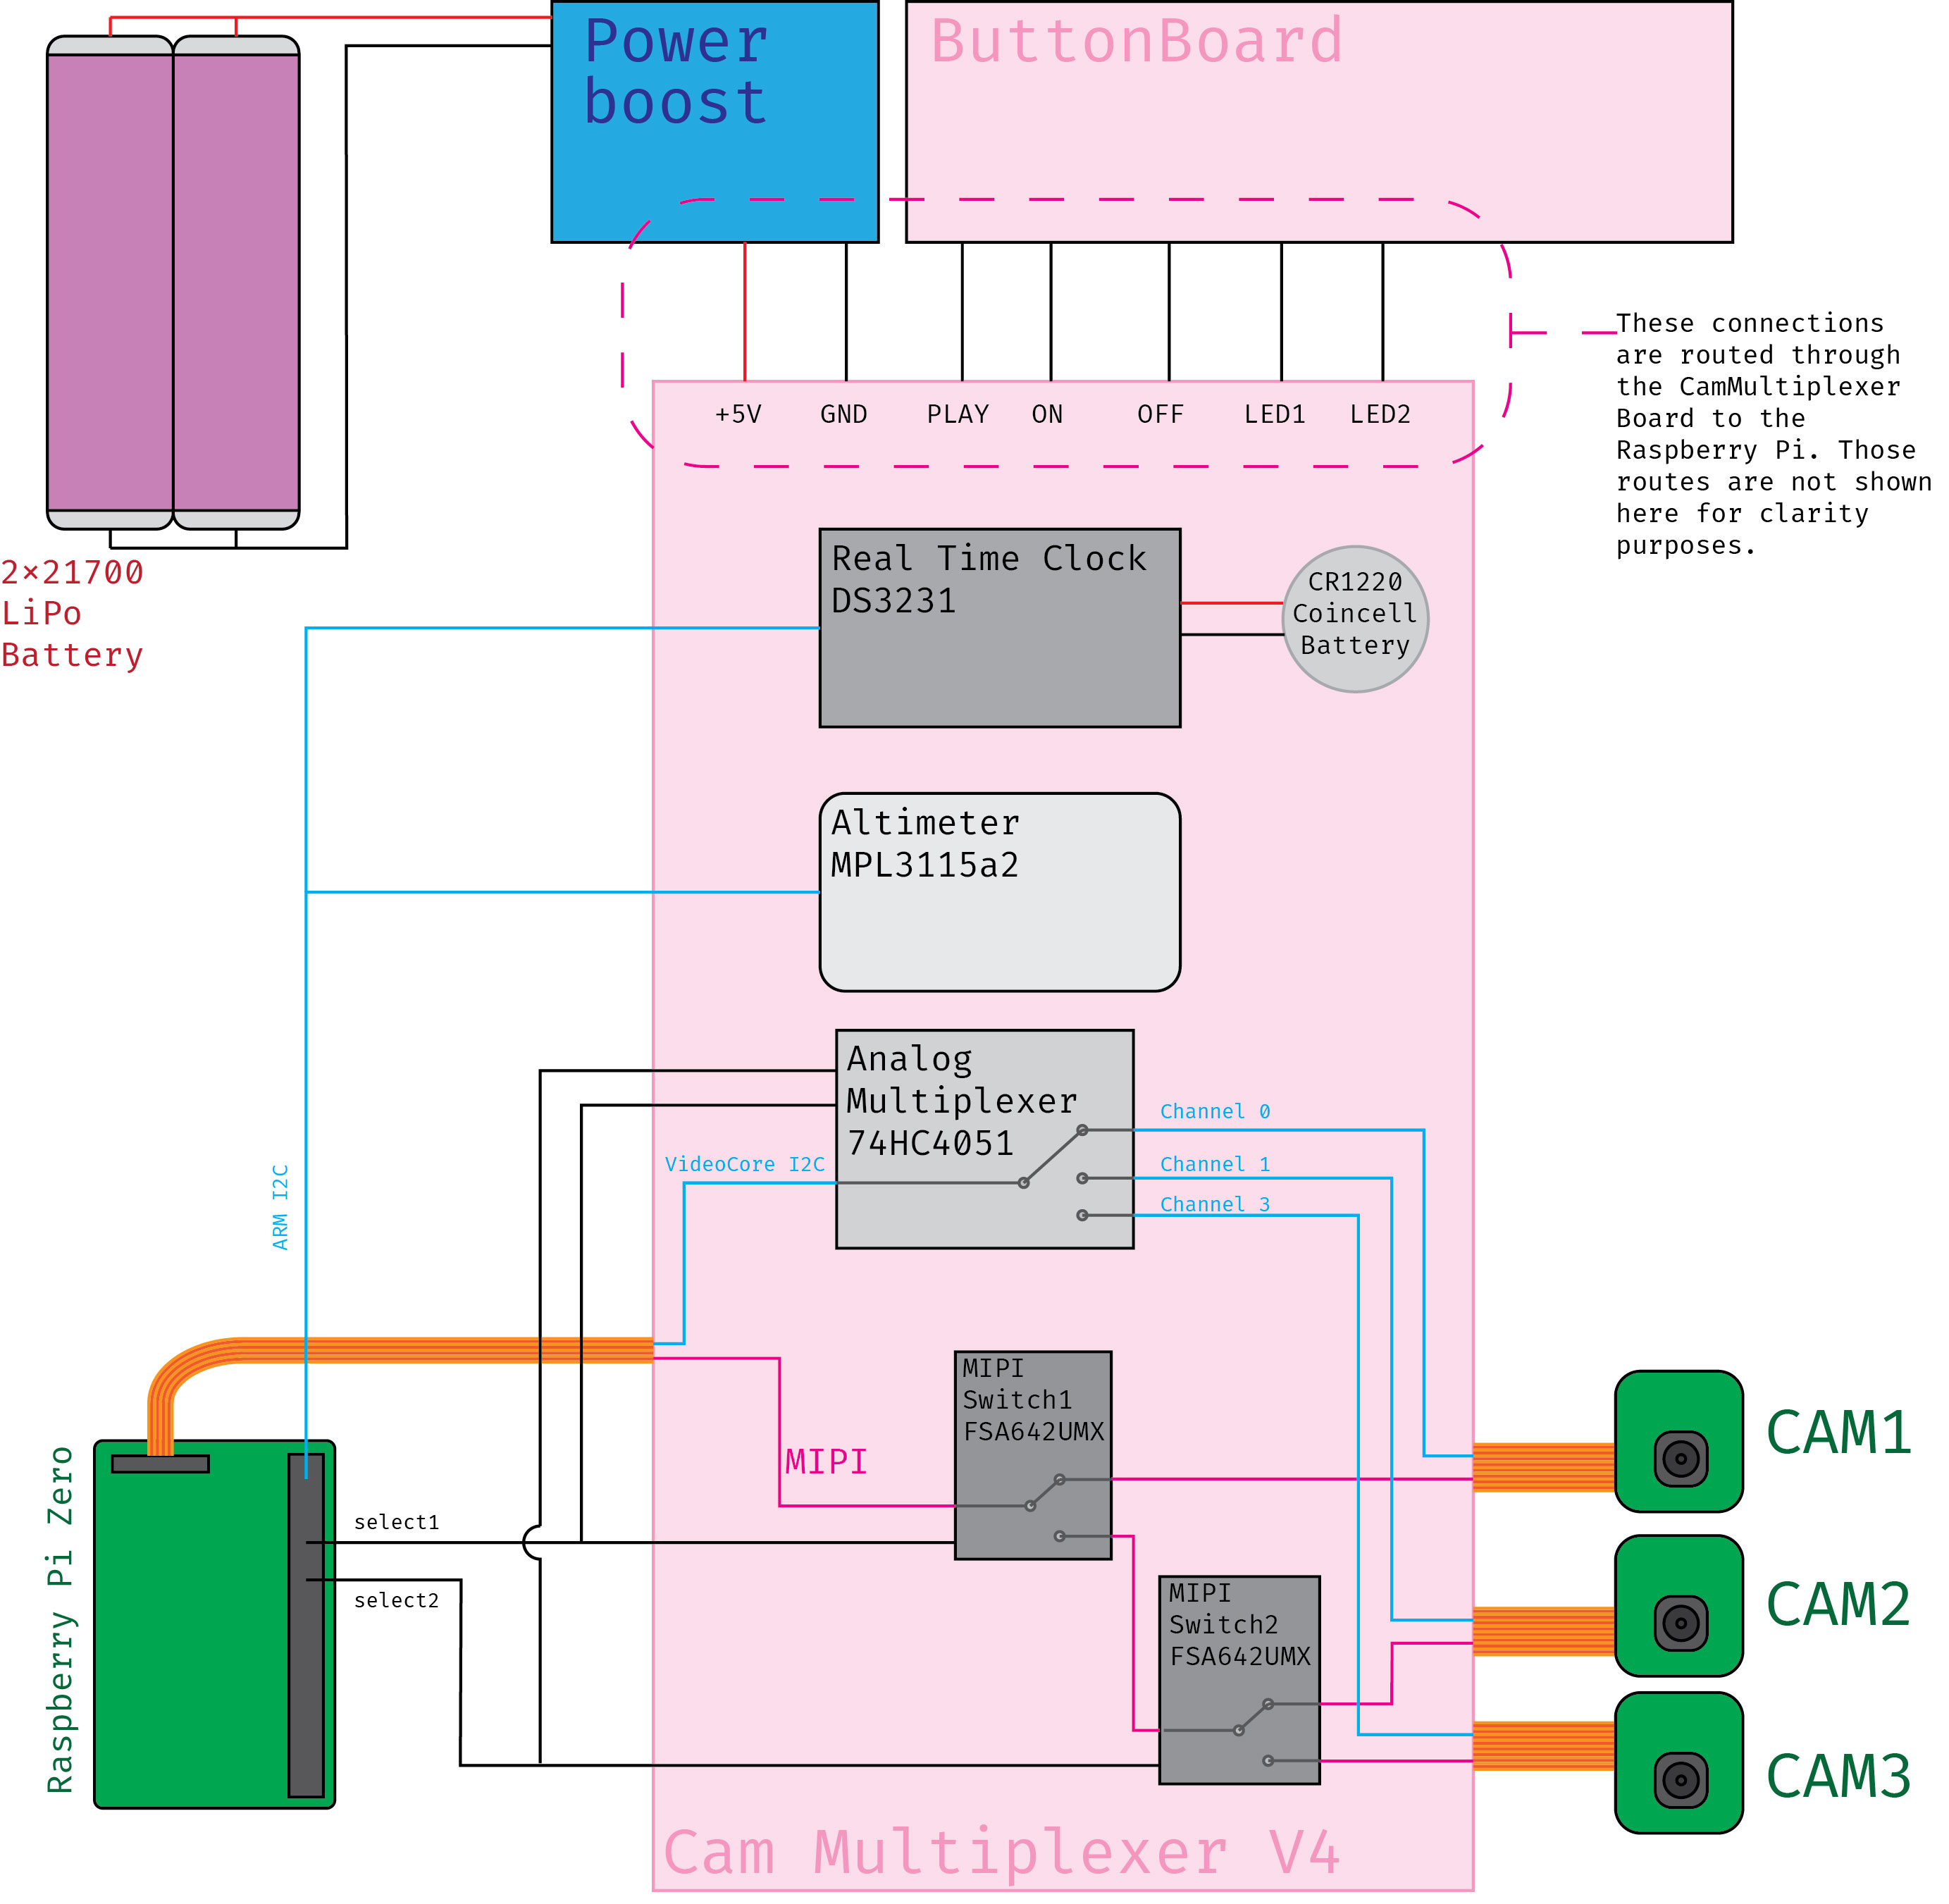 Power
boost
ButtonBoard
These connections
are routed through
the CamMultiplexer
Board to the
Raspberry Pi. Those
routes are not shown
here for clarity
purposes.
+5V
GND
PLAY
ON
OFF
LED1
LED2
2×21700
LiPo
Battery
Real Time Clock
DS3231
CR1220
Coincell
Battery
Altimeter
MPL3115a2
Analog
Multiplexer
74HC4051
VideoCore I2C
Channel 0
Channel 1
Channel 3
ARM I2C
MIPI
Switch1
FSA642UMX
MIPI
CAM1
Raspberry Pi Zero
select1
select2
MIPI
Switch2
FSA642UMX
CAM2
CAM3
Cam Multiplexer V4